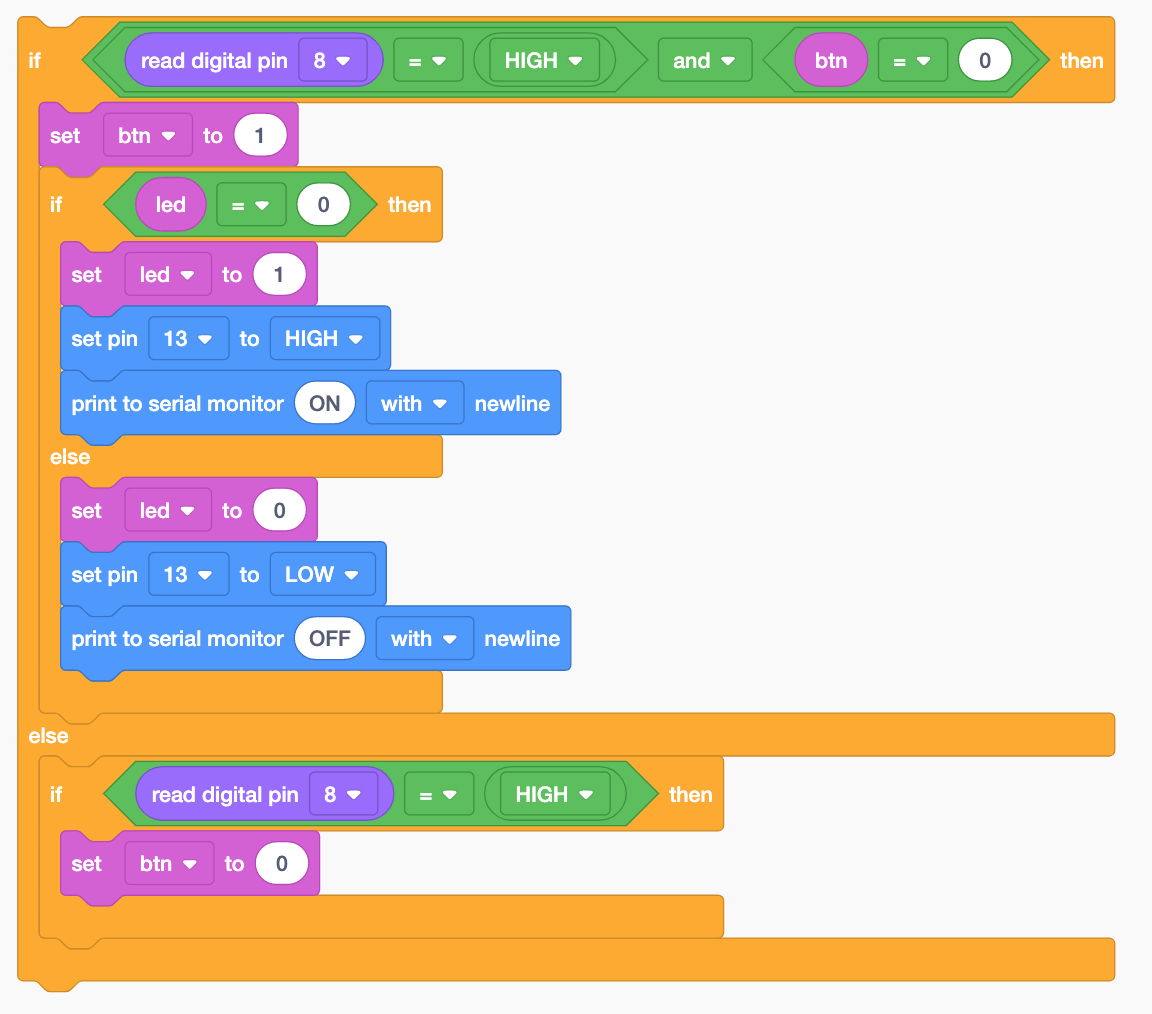 if read digital pin 8 = HIGH and btn = 0 then
set btn to 1
if led = 0 then
set led to 1
set pin 13 to HIGH
print to serial monitor ON with newline
else
set led to 0
set pin 13 to LOW
print to serial monitor OFF with newline
else
if read digital pin 8 = HIGH then
set btn to 0